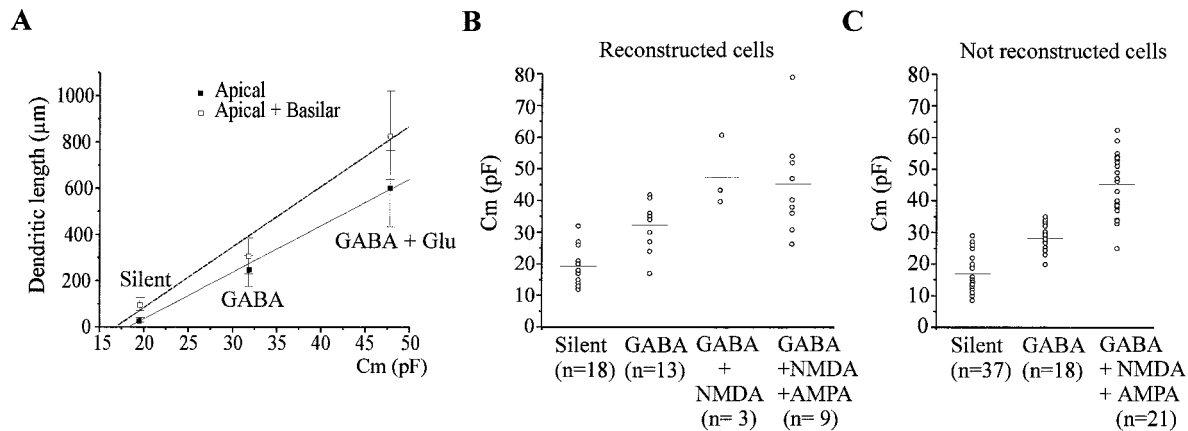 A
Dendritic length (μm)
1000
800
600
400
200
0
Apical
Apical + Basilar
Silent
GABA
GABA + Glu
15 20 25 30 35 40 45 50
Cm (pF)
B
Reconstructed cells
Cm (pF)
80
70
60
50
40
30
20
10
0
Silent
(n=18)
GABA
(n=13)
GABA
+
NMDA
(n= 3)
GABA
+NMDA
+AMPA
(n= 9)
C
Not reconstructed cells
Cm (pF)
80
70
60
50
40
30
20
10
0
Silent
(n=37)
GABA
(n=18)
GABA
+ NMDA
+ AMPA
(n=21)